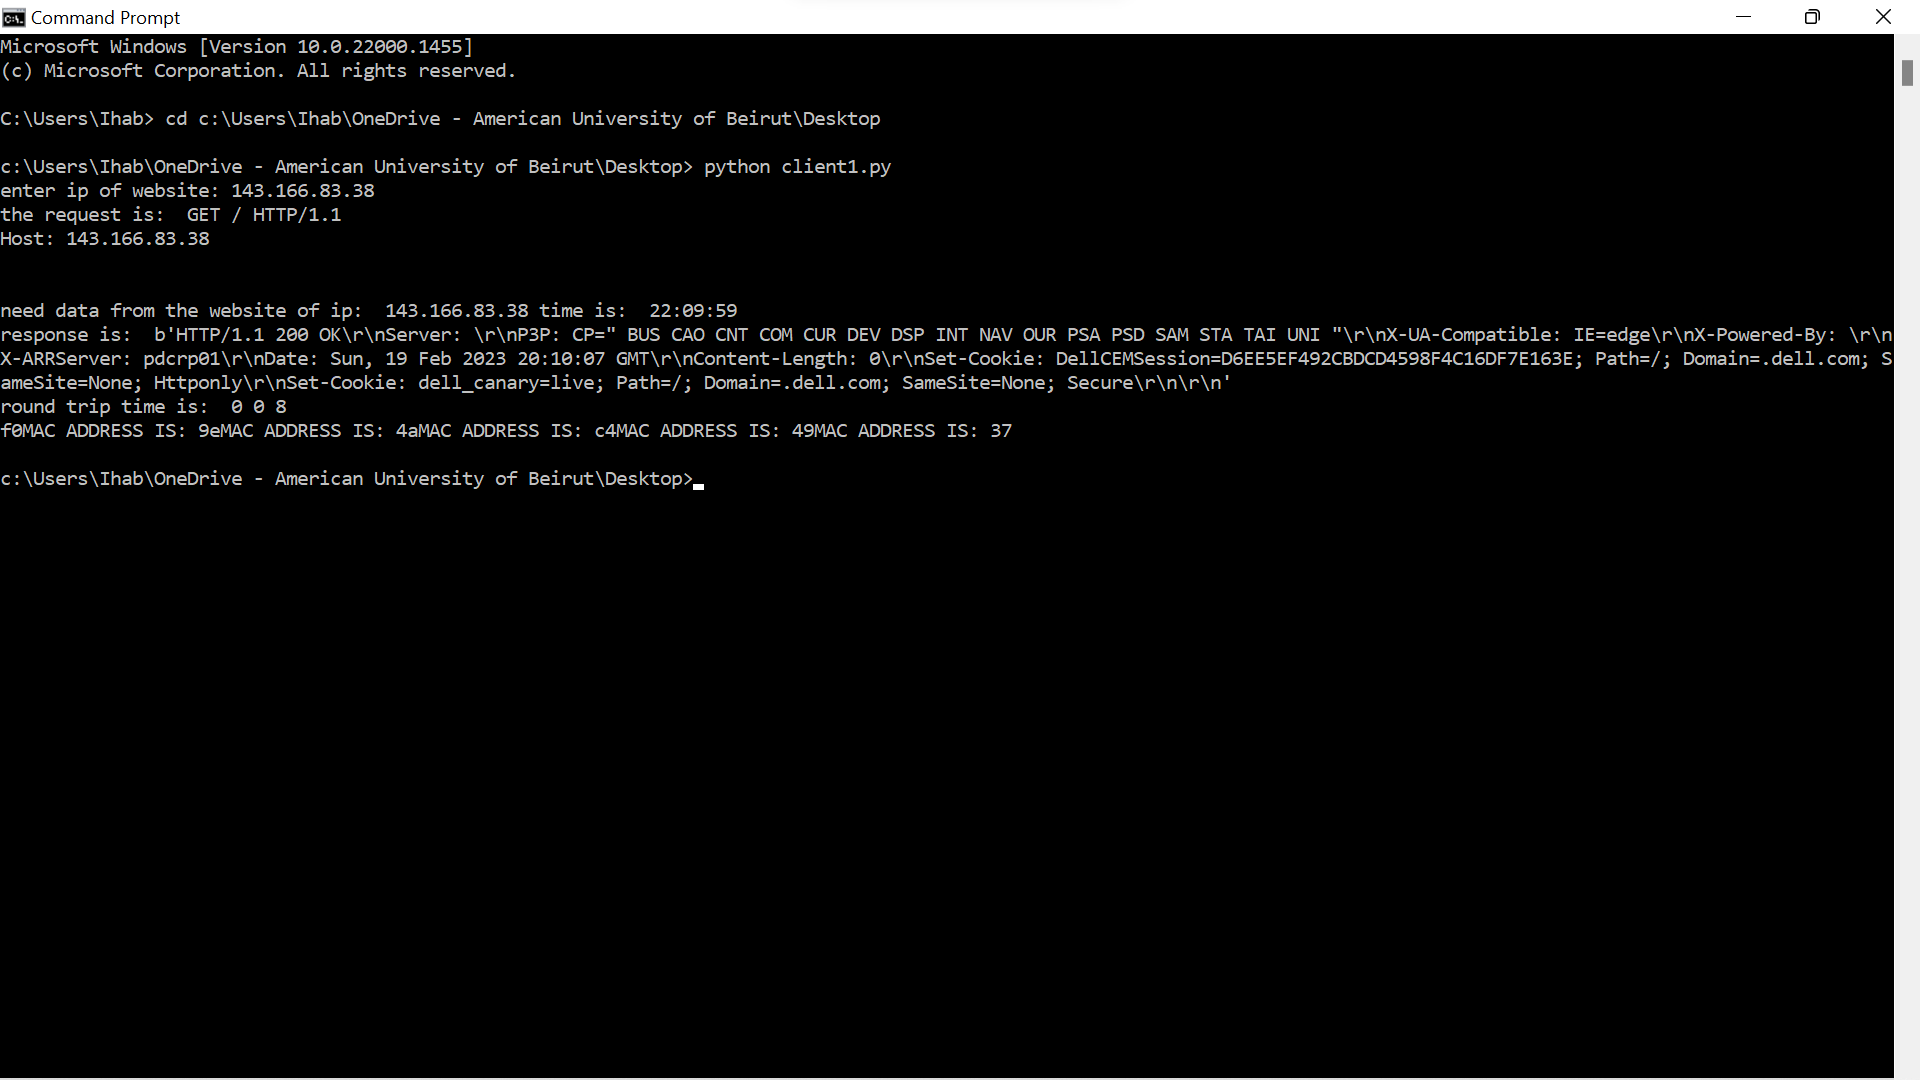 Command Prompt
Microsoft Windows [Version 10.0.22000.1455]
(c) Microsoft Corporation. All rights reserved.
C:\Users\Ihab> cd c:\Users\Ihab\OneDrive - American University of Beirut\Desktop
c:\Users\Ihab\OneDrive - American University of Beirut\Desktop> python client1.py
enter ip of website: 143.166.83.38
the request is:  GET / HTTP/1.1
Host: 143.166.83.38
need data from the website of ip:  143.166.83.38 time is:  22:09:59
response is:  b'HTTP/1.1 200 OK\r\nServer: \r\nP3P: CP=" BUS CAO CNT COM CUR DEV DSP INT NAV OUR PSA PSD SAM STA TAI UNI "\r\nX-UA-Compatible: IE=edge\r\nX-Powered-By: \r\n
X-ARRServer: pdcrp01\r\nDate: Sun, 19 Feb 2023 20:10:07 GMT\r\nContent-Length: 0\r\nSet-Cookie: DellCEMSession=D6EE5EF492CBDCD4598F4C16DF7E163E; Path=/; Domain=.dell.com; S
ameSite=None; Httponly\r\nSet-Cookie: dell_canary=live; Path=/; Domain=.dell.com; SameSite=None; Secure\r\n\r\n'
round trip time is:  0 0 8
f0MAC ADDRESS IS: 9eMAC ADDRESS IS: 4aMAC ADDRESS IS: c4MAC ADDRESS IS: 49MAC ADDRESS IS: 37
c:\Users\Ihab\OneDrive - American University of Beirut\Desktop>